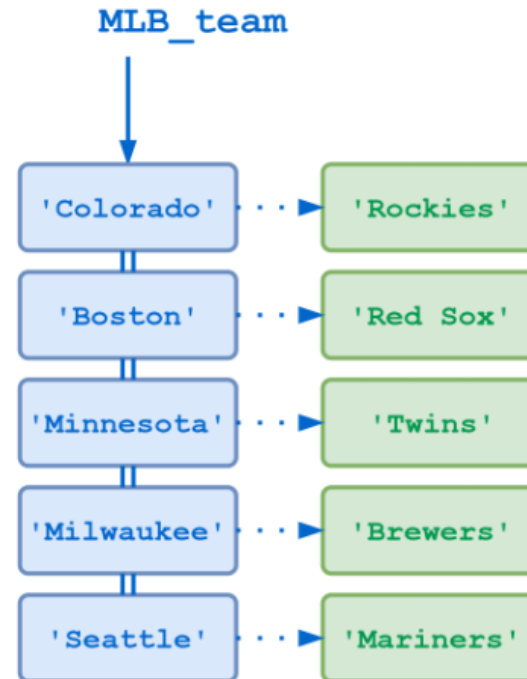 MLB_team
'Colorado' 'Rockies'
'Boston' 'Red Sox'
'Minnesota' 'Twins'
'Milwaukee' 'Brewers'
'Seattle' 'Mariners'